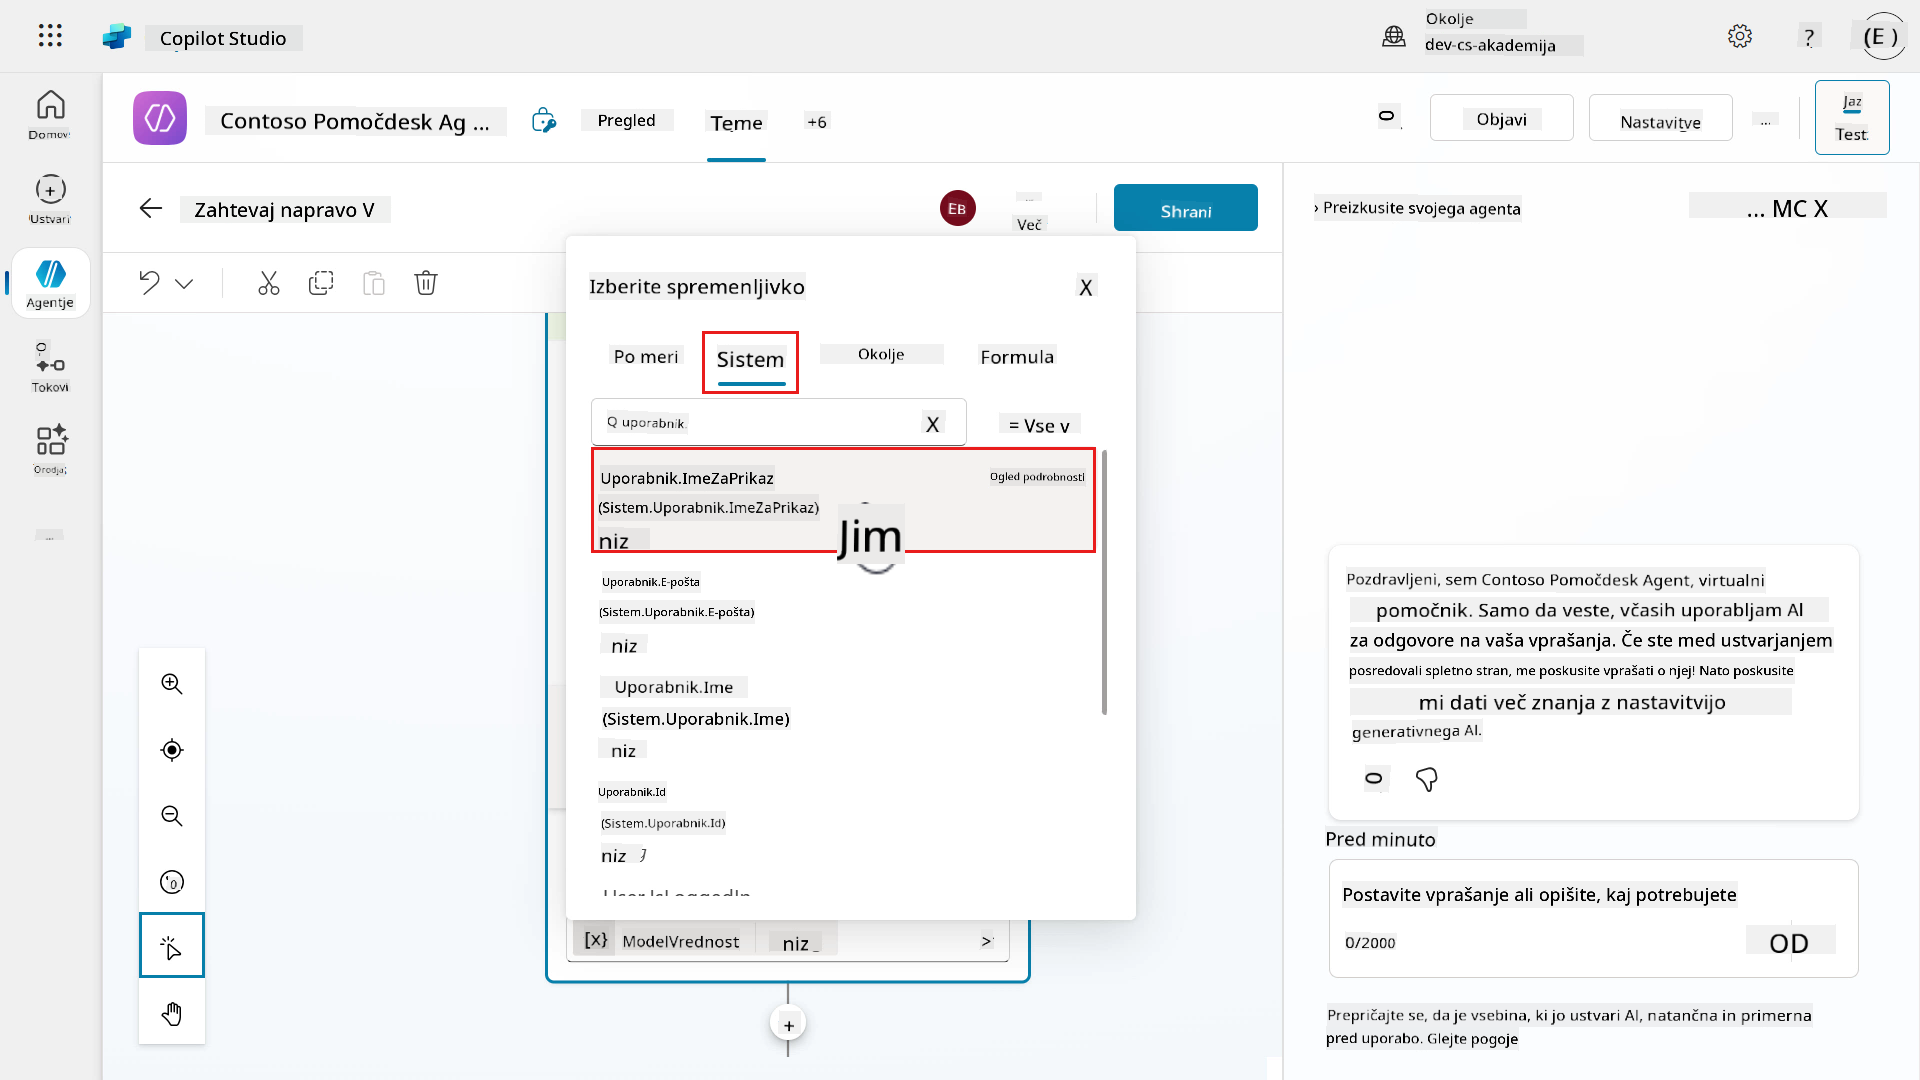 Copilot Studio
Okolje
dev-cs-akademija
?
(E )
Domov
Ustvari
Agentje
Tokovi
Orodja;
...
Contoso Pomočdesk Ag ...
Pregled
Teme
+6
Objavi
Nastavitve
...
Jaz
Test
Zahtevaj napravo V
EB
...
Več
Shrani
Izberite spremenljivko
X
Po meri
Sistem
Okolje
Formula
Q uporabnik.
X
= Vse v
Uporabnik.ImeZaPrikaz
Ogled podrobnosti
(Sistem.Uporabnik.ImeZaPrikaz)
niz
Jim
Uporabnik.E-pošta
(Sistem.Uporabnik.E-pošta)
niz
Uporabnik.Ime
(Sistem.Uporabnik.Ime)
niz
Uporabnik.Id
(Sistem.Uporabnik.Id)
niz
[x] ModelVrednost niz >
+
› Preizkusite svojega agenta
... MC X
Pozdravljeni, sem Contoso Pomočdesk Agent, virtualni
pomočnik. Samo da veste, včasih uporabljam AI
za odgovore na vaša vprašanja. Če ste med ustvarjanjem
posredovali spletno stran, me poskusite vprašati o njej! Nato poskusite
mi dati več znanja z nastavitvijo
generativnega AI.
Pred minuto
Postavite vprašanje ali opišite, kaj potrebujete
0/2000
OD
Prepričajte se, da je vsebina, ki jo ustvari AI, natančna in primerna
pred uporabo. Glejte pogoje